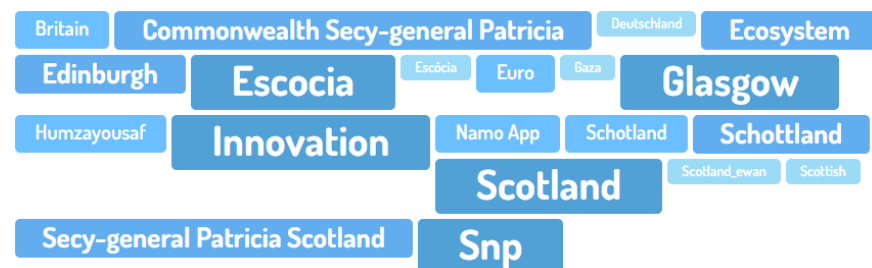 Britain Commonwealth Secy-general Patricia Deutschland Ecosystem
Edinburgh Escocia Escócia Euro Gaza Glasgow
Humzayousaf Innovation Namo App Schotland Schottland
Scotland Scotland_ewan Scottish
Secy-general Patricia Scotland Snp